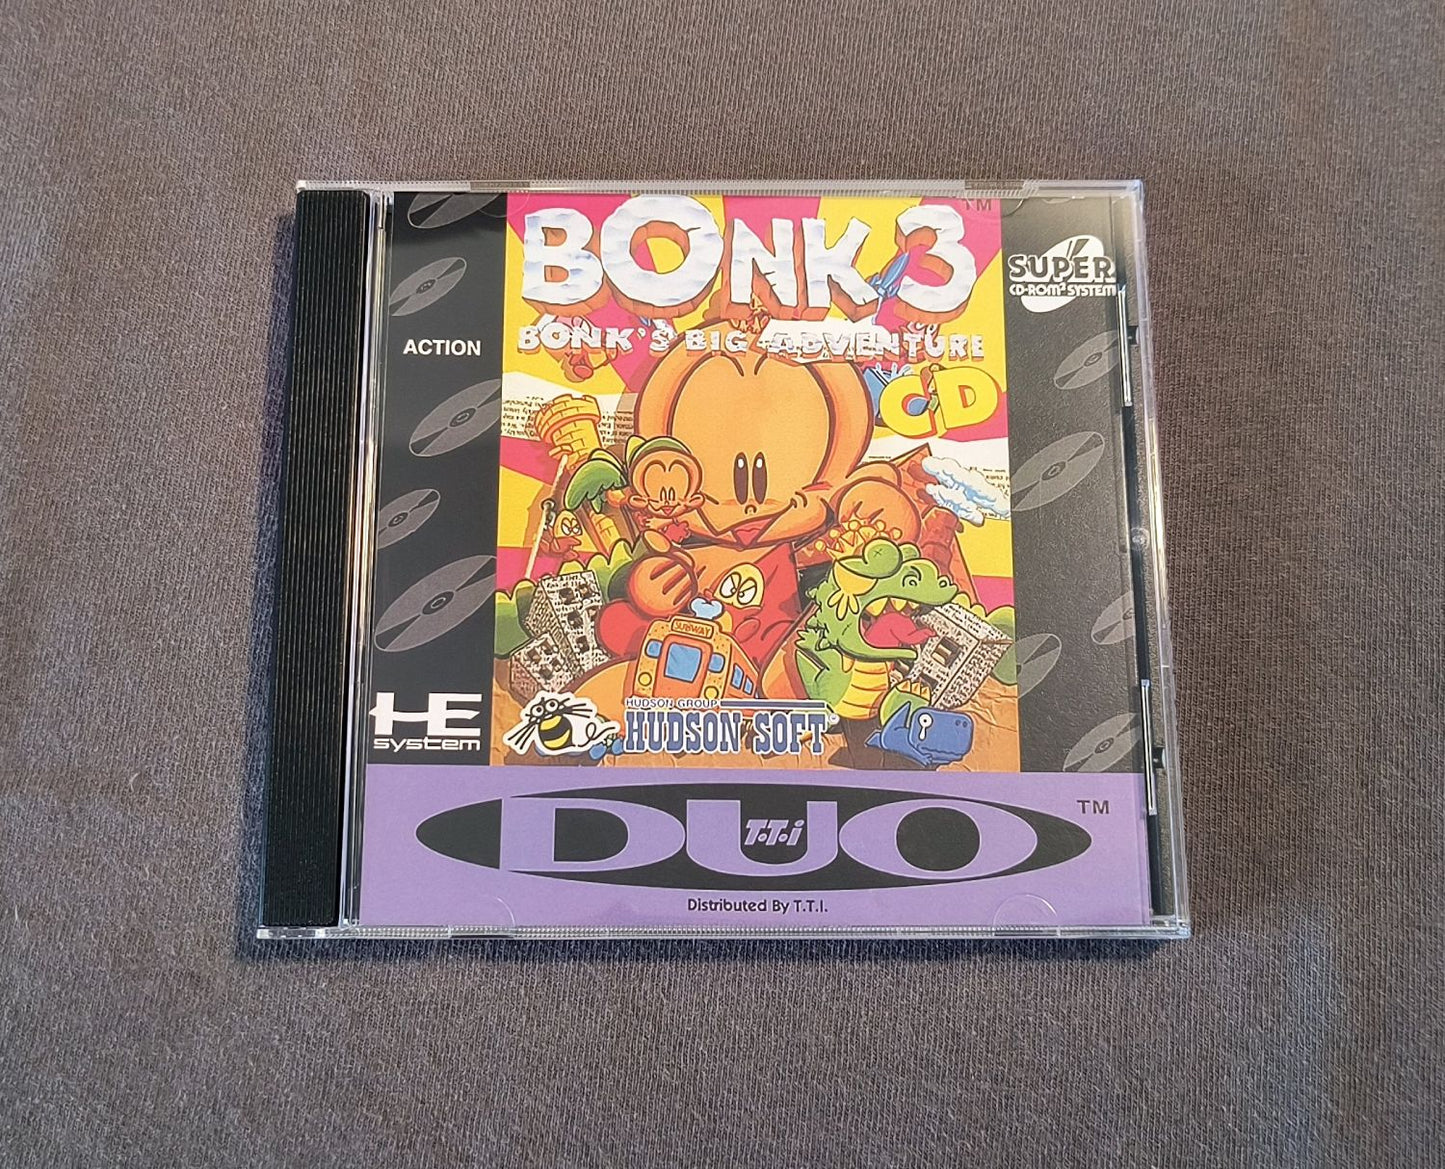 BONK 3
TM
BONK'S BIG ADVENTURE
CD
SUPER
CD-ROM² SYSTEM
ACTION
SUBWAY
HE
system
HUDSON GROUP
HUDSON SOFT
DUO
TM
T.T.i
Distributed By T.T.I.